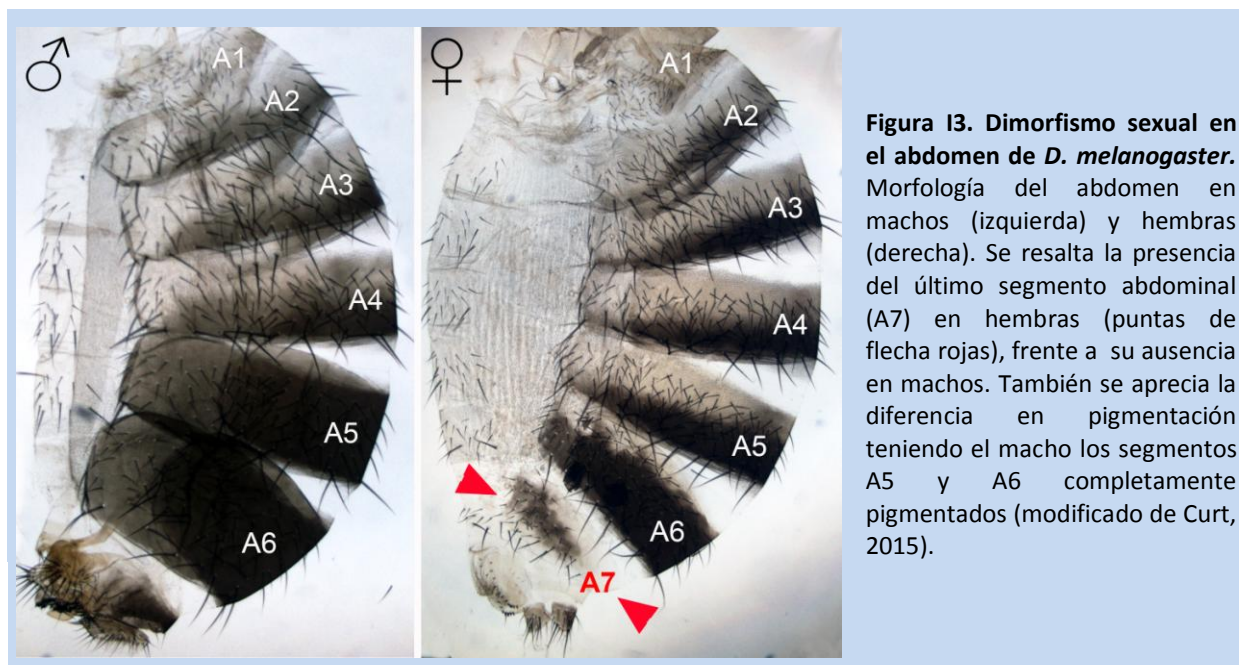 ♂
A1
A2
A3
A4
A5
A6
♀
A1
A2
A3
A4
A5
A6
A7
Figura I3. Dimorfismo sexual en
el abdomen de D. melanogaster.
Morfología del abdomen en
machos (izquierda) y hembras
(derecha). Se resalta la presencia
del último segmento abdominal
(A7) en hembras (puntas de
flecha rojas), frente a su ausencia
en machos. También se aprecia la
diferencia en pigmentación
teniendo el macho los segmentos
A5 y A6 completamente
pigmentados (modificado de Curt,
2015).